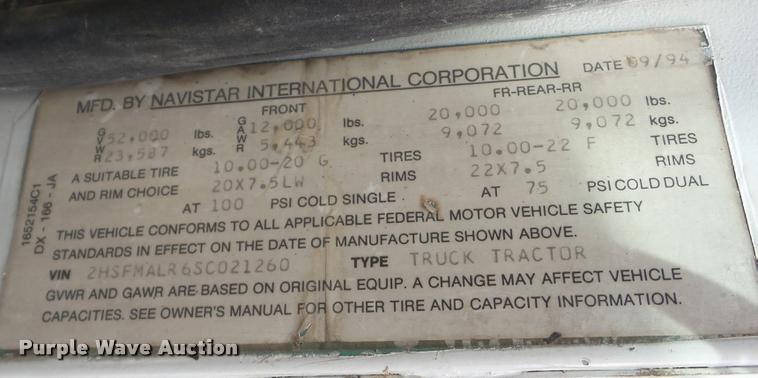 MFD. BY NAVISTAR INTERNATIONAL CORPORATION DATE 09/94
FRONT FR-REAR-RR
GVWR 52,000 lbs. GAWR 12,000 lbs. 20,000 20,000 lbs.
23,587 kgs. 5,443 kgs. 9,072 9,072 kgs.
A SUITABLE TIRE 10.00-20 G TIRES 10.00-22 F TIRES
AND RIM CHOICE 20X7.5LW RIMS 22X7.5 RIMS
AT 100 PSI COLD SINGLE AT 75 PSI COLD DUAL
THIS VEHICLE CONFORMS TO ALL APPLICABLE FEDERAL MOTOR VEHICLE SAFETY
STANDARDS IN EFFECT ON THE DATE OF MANUFACTURE SHOWN ABOVE.
VIN 2HSFMALR6SC021260 TYPE TRUCK TRACTOR
GVWR AND GAWR ARE BASED ON ORIGINAL EQUIP. A CHANGE MAY AFFECT VEHICLE
CAPACITIES. SEE OWNER'S MANUAL FOR OTHER TIRE AND CAPACITY INFORMATION.
1652154C1
DX - 166 - JA
Purple Wave Auction